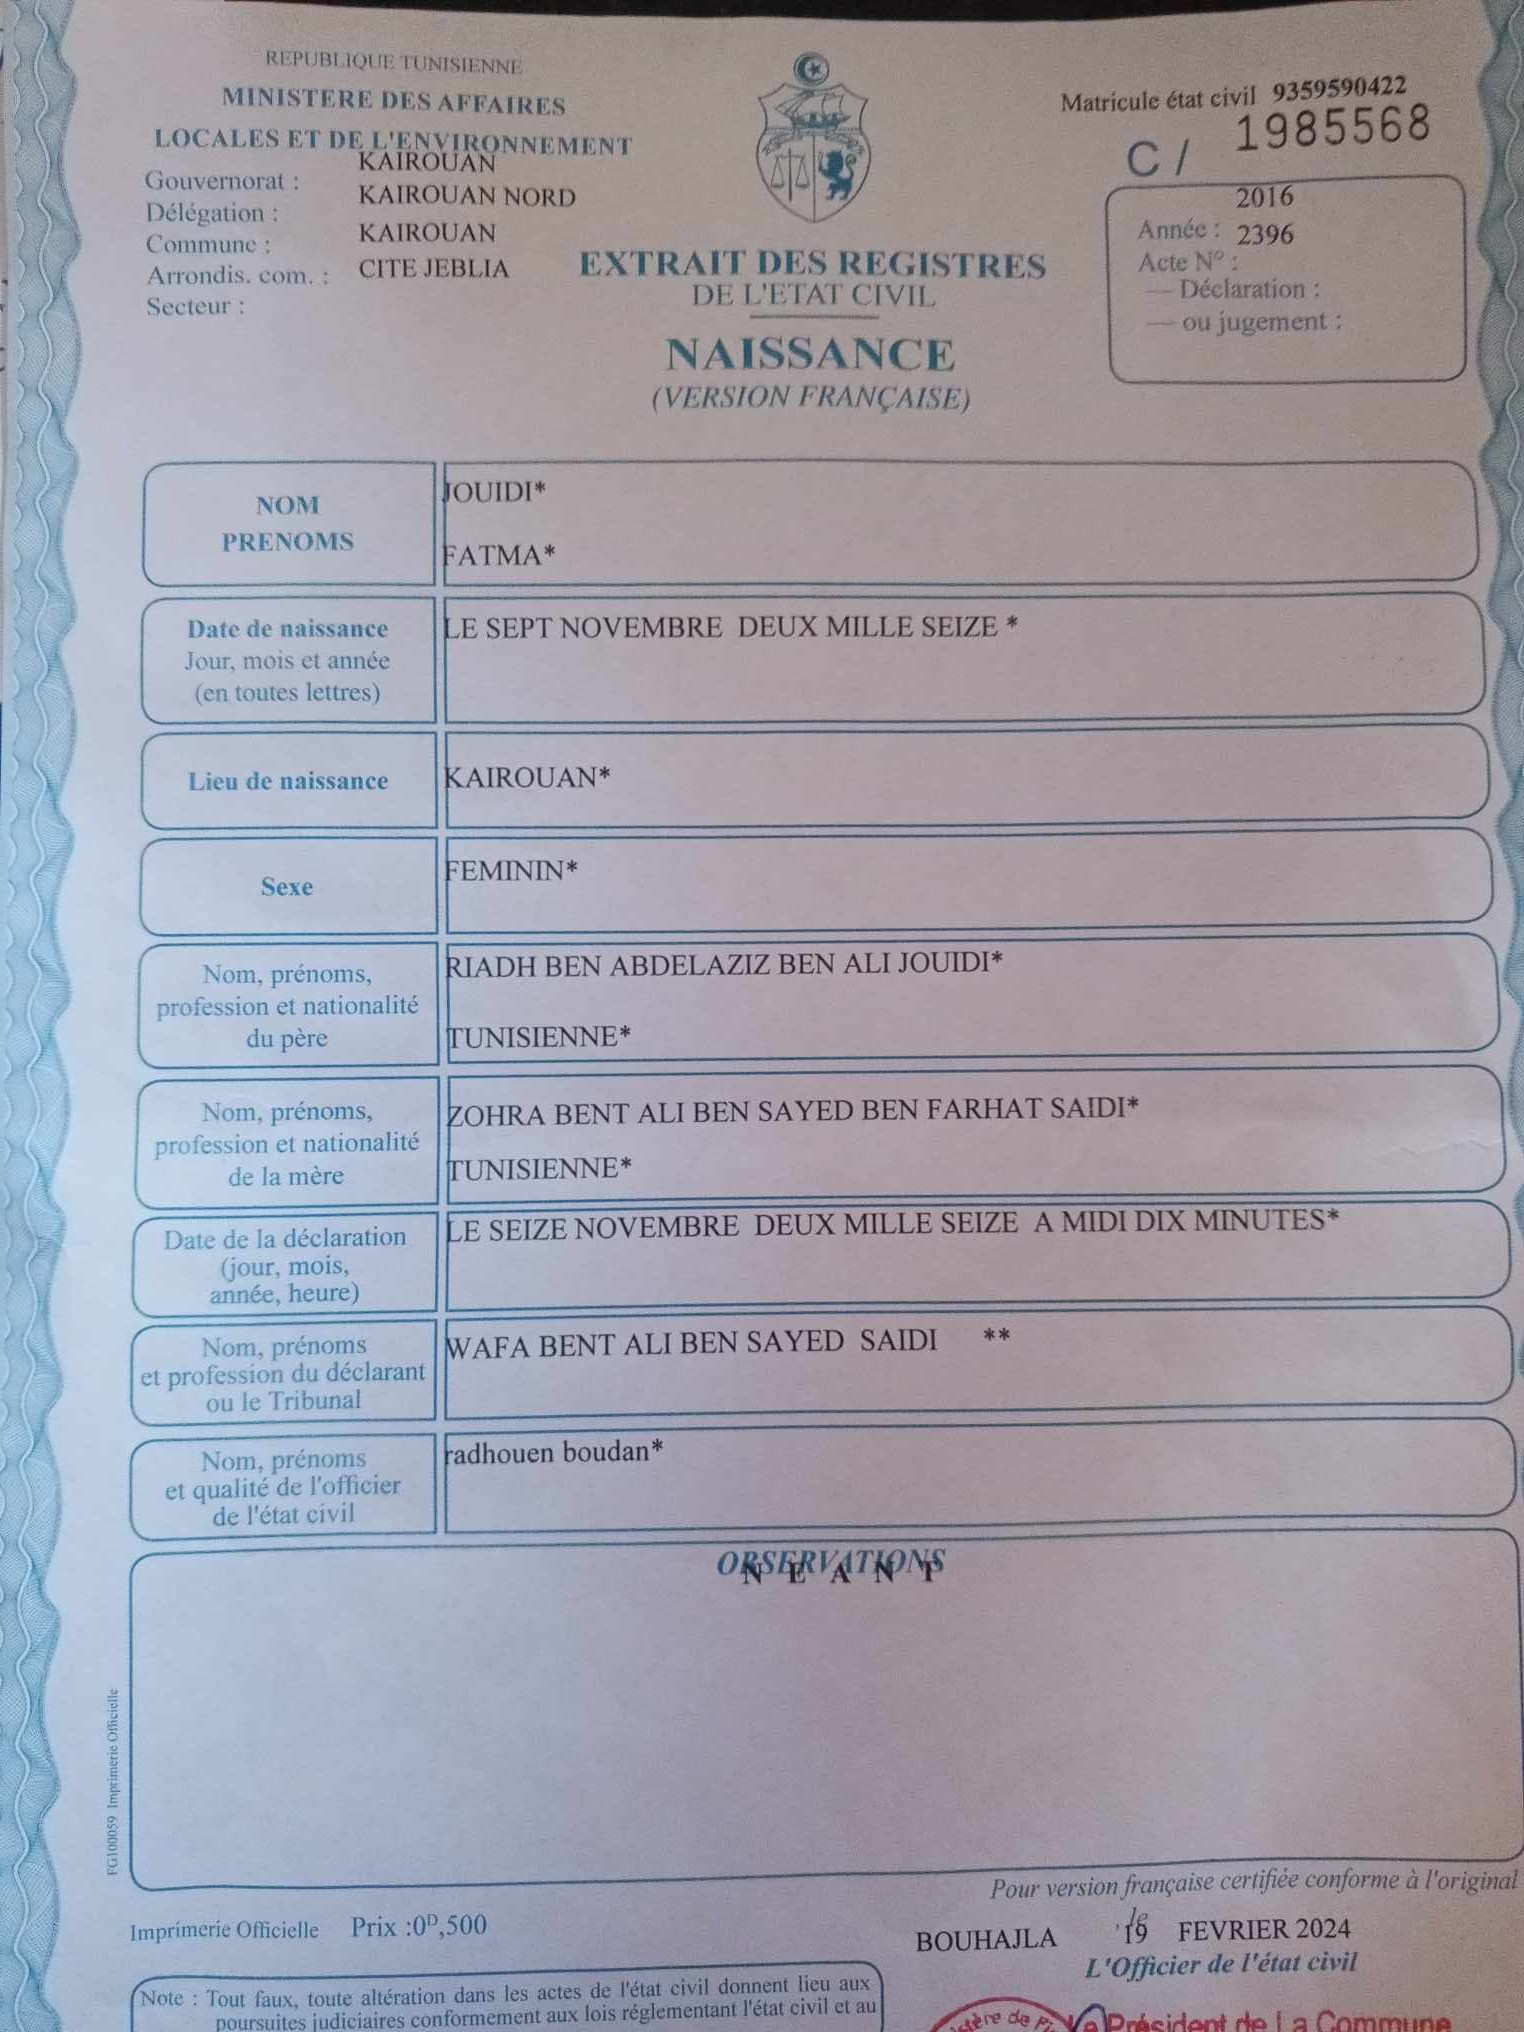 REPUBLIQUE TUNISIENNE
MINISTERE DES AFFAIRES
LOCALES ET DE L'ENVIRONNEMENT
KAIROUAN
Gouvernorat :
KAIROUAN NORD
Délégation :
KAIROUAN
Commune :
CITE JEBLIA
Arrondis. com. :
Secteur :
Matricule état civil 9359590422
C / 1985568
2016
Année : 2396
Acte N° :
— Déclaration :
— ou jugement :
EXTRAIT DES REGISTRES
DE L'ETAT CIVIL
NAISSANCE
(VERSION FRANÇAISE)
NOM
PRENOMS
JOUIDI*
FATMA*
Date de naissance
Jour, mois et année
(en toutes lettres)
LE SEPT NOVEMBRE DEUX MILLE SEIZE *
Lieu de naissance
KAIROUAN*
Sexe
FEMININ*
Nom, prénoms,
profession et nationalité
du père
RIADH BEN ABDELAZIZ BEN ALI JOUIDI*
TUNISIENNE*
Nom, prénoms,
profession et nationalité
de la mère
ZOHRA BENT ALI BEN SAYED BEN FARHAT SAIDI*
TUNISIENNE*
Date de la déclaration
(jour, mois,
année, heure)
LE SEIZE NOVEMBRE DEUX MILLE SEIZE A MIDI DIX MINUTES*
Nom, prénoms
et profession du déclarant
ou le Tribunal
WAFA BENT ALI BEN SAYED SAIDI **
Nom, prénoms
et qualité de l'officier
de l'état civil
radhouen boudan*
OBSERVATIONS
N E A N T
FG100059 Imprimerie Officielle
Pour version française certifiée conforme à l'original
Imprimerie Officielle Prix :0ᴰ,500
BOUHAJLA le 19 FEVRIER 2024
L'Officier de l'état civil
Note : Tout faux, toute altération dans les actes de l'état civil donnent lieu aux
poursuites judiciaires conformement aux lois réglementant l'état civil et au
Président de La Commune